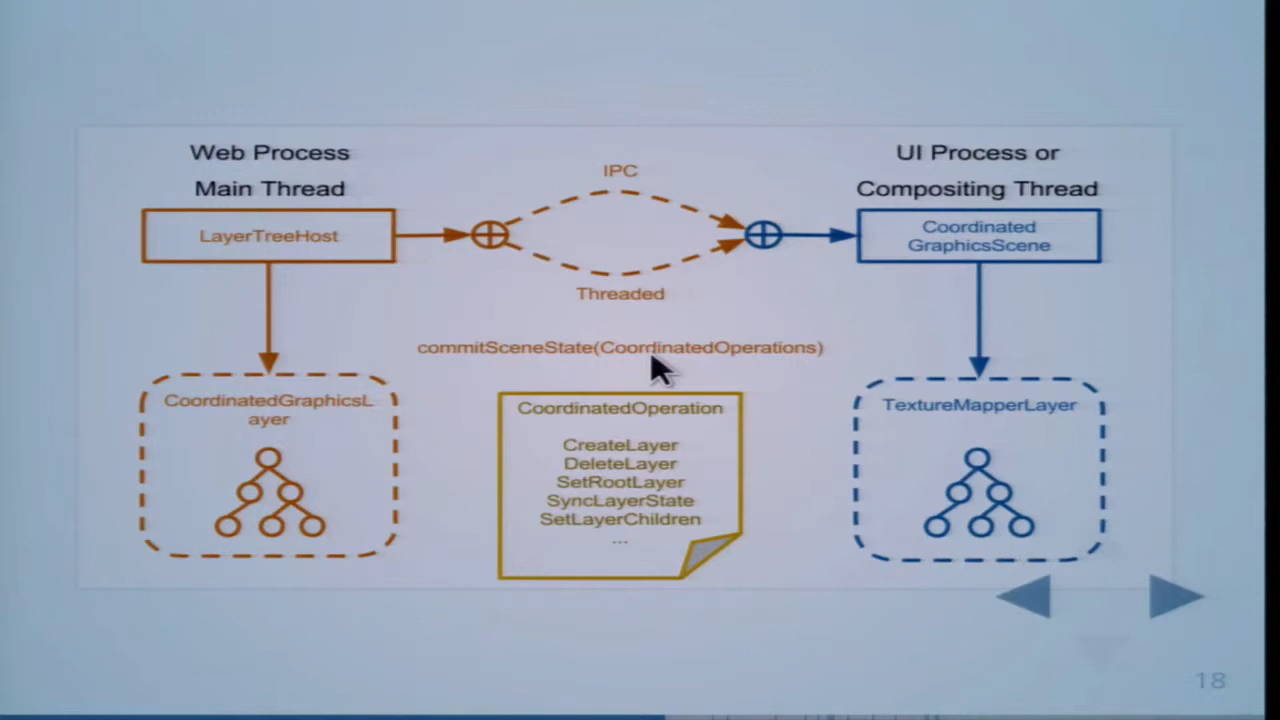 Web Process
Main Thread
LayerTreeHost
IPC
Threaded
UI Process or
Compositing Thread
Coordinated
GraphicsScene
commitSceneState(CoordinatedOperations)
CoordinatedGraphicsL
ayer
CoordinatedOperation
CreateLayer
DeleteLayer
SetRootLayer
SyncLayerState
SetLayerChildren
...
TextureMapperLayer
18